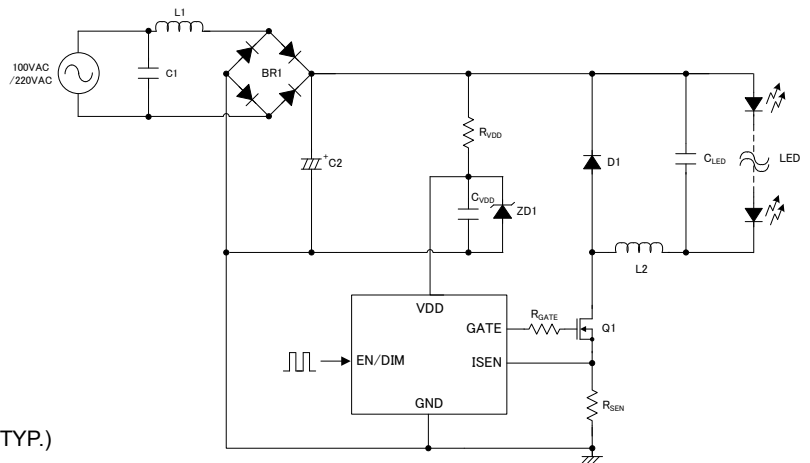 L1
100VAC
/220VAC
C1
BR1
+
C2
RVDD
CVDD
ZD1
D1
CLED
LED
L2
VDD
GATE
RGATE
Q1
EN/DIM
ISEN
GND
RSEN
TYP.)